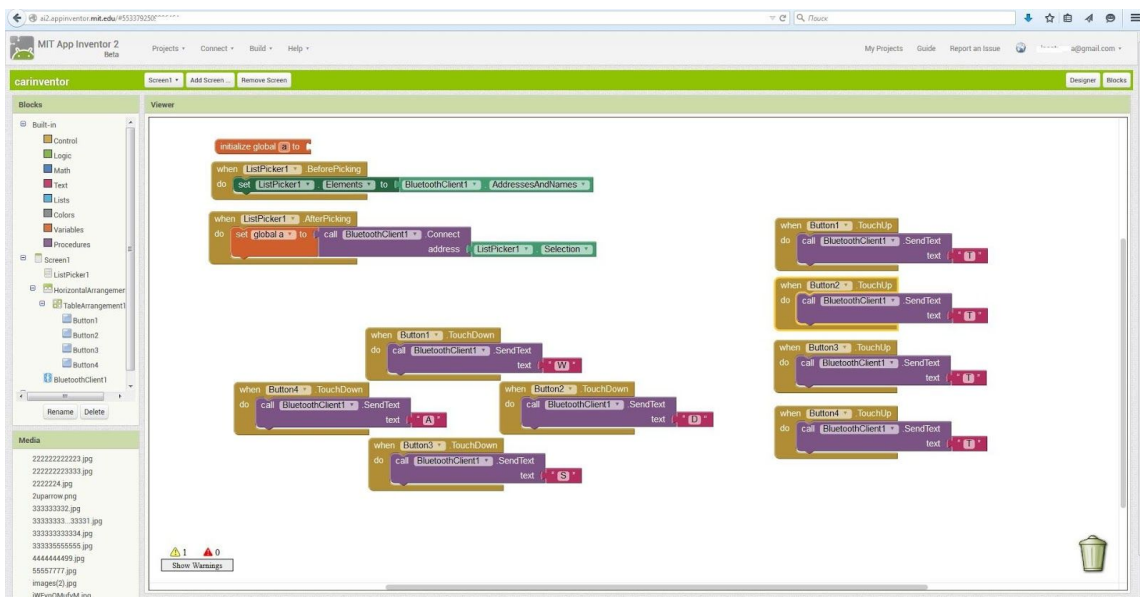 ai2.appinventor.mit.edu/#553379250
Поиск
MIT App Inventor 2
Beta
Projects Connect Build Help
My Projects Guide Report an Issue a@gmail.com
carinventor
Screen1 Add Screen ... Remove Screen
Designer Blocks
Blocks
Viewer
Built-in
Control
Logic
Math
Text
Lists
Colors
Variables
Procedures
Screen1
ListPicker1
HorizontalArrangemer
TableArrangement1
Button1
Button2
Button3
Button4
BluetoothClient1
Rename Delete
Media
222222222223.jpg
222222223333.jpg
2222224.jpg
2uparrow.png
333333332.jpg
33333333...33331.jpg
333333333334.jpg
333335555555.jpg
4444444499.jpg
55557777.jpg
images(2).jpg
initialize global a to
when ListPicker1 .BeforePicking
do set ListPicker1 . Elements to BluetoothClient1 . AddressesAndNames
when ListPicker1 .AfterPicking
do set global a to call BluetoothClient1 .Connect
address ListPicker1 . Selection
when Button1 .TouchDown
do call BluetoothClient1 .SendText
text " W "
when Button4 .TouchDown
do call BluetoothClient1 .SendText
text " A "
when Button2 .TouchDown
do call BluetoothClient1 .SendText
text " D "
when Button3 .TouchDown
do call BluetoothClient1 .SendText
text " S "
when Button1 .TouchUp
do call BluetoothClient1 .SendText
text " T "
when Button2 .TouchUp
do call BluetoothClient1 .SendText
text " T "
when Button3 .TouchUp
do call BluetoothClient1 .SendText
text " T "
when Button4 .TouchUp
do call BluetoothClient1 .SendText
text " T "
1 0
Show Warnings